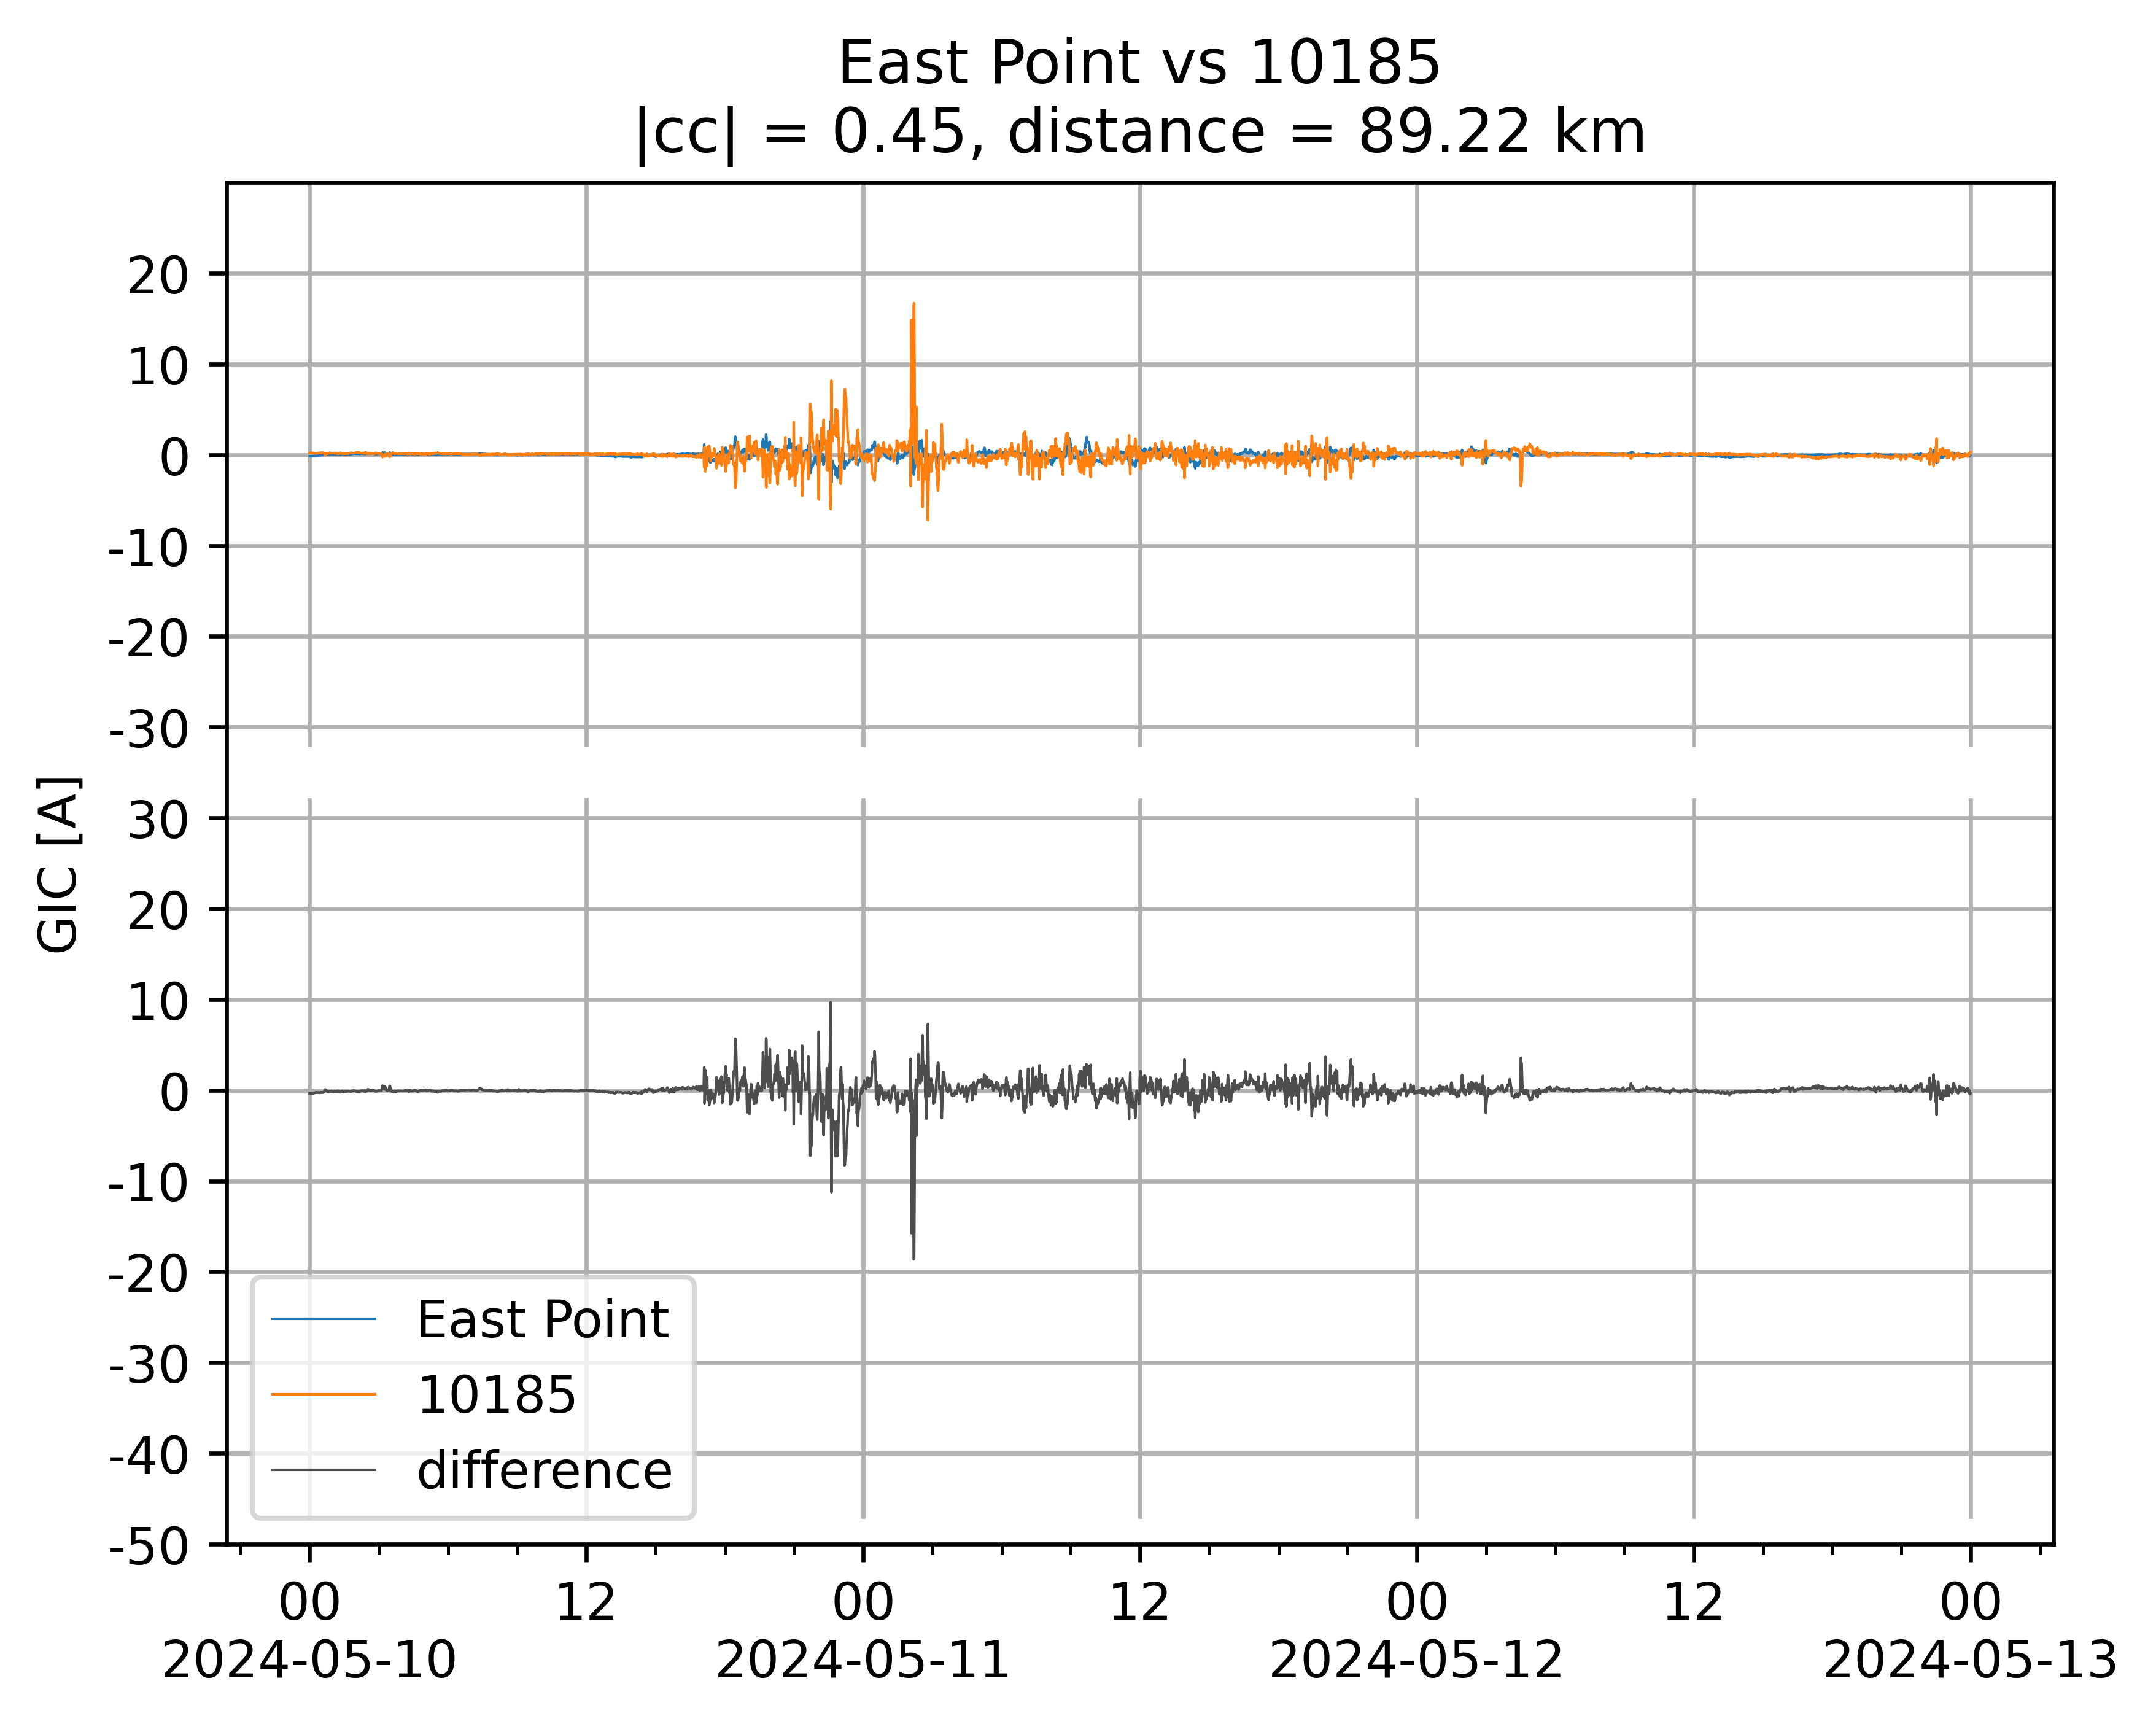 East Point vs 10185
|cc| = 0.45, distance = 89.22 km
GIC [A]
20
10
0
-10
-20
-30
30
20
10
0
-10
-20
-30
-40
-50
East Point
10185
difference
00 12 00 12 00 12 00
2024-05-10 2024-05-11 2024-05-12 2024-05-13